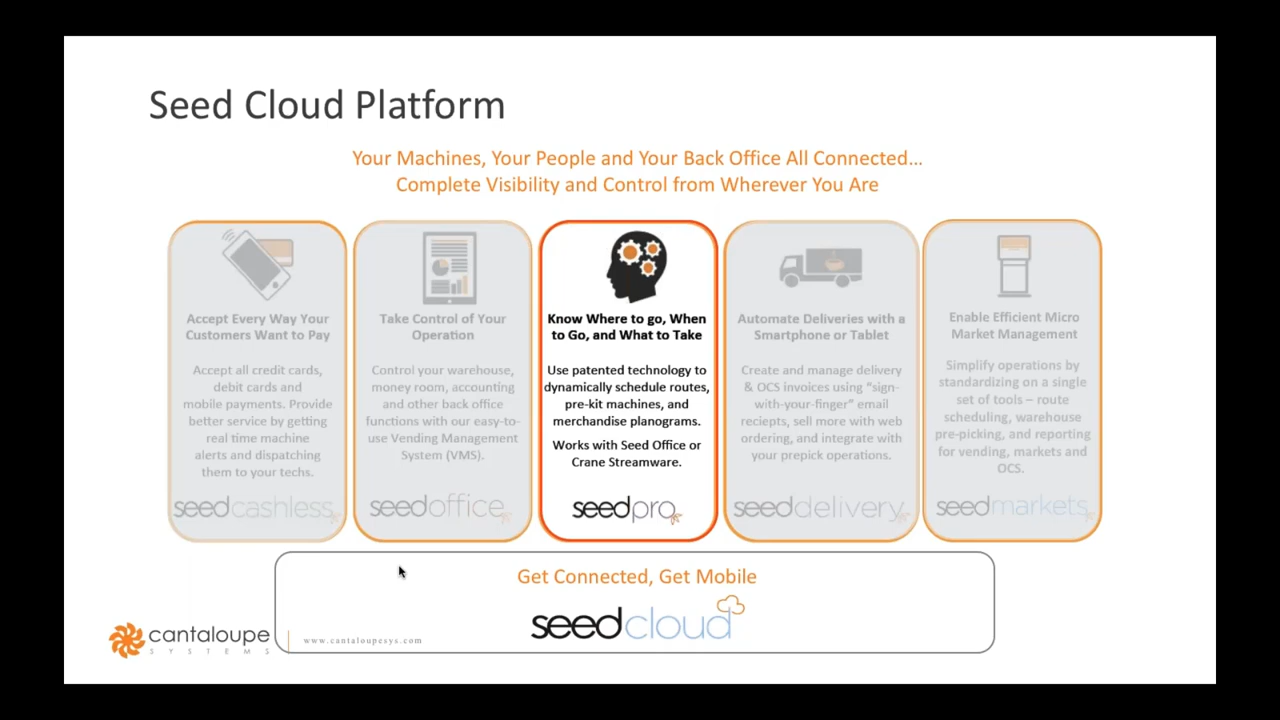 Seed Cloud Platform
Your Machines, Your People and Your Back Office All Connected…
Complete Visibility and Control from Wherever You Are
Accept Every Way Your
Customers Want to Pay
Accept all credit cards,
debit cards and
mobile payments. Provide
better service by getting
real time machine
alerts and dispatching
them to your techs.
seedcashless
Take Control of Your
Operation
Control your warehouse,
money room, accounting
and other back office
functions with our easy-to-
use Vending Management
System (VMS).
seedoffice
Know Where to go, When
to Go, and What to Take
Use patented technology to
dynamically schedule routes,
pre-kit machines, and
merchandise planograms.
Works with Seed Office or
Crane Streamware.
seedpro
Automate Deliveries with a
Smartphone or Tablet
Create and manage delivery
& OCS invoices using “sign-
with-your-finger” email
reciepts, sell more with web
ordering, and integrate with
your prepick operations.
seeddelivery
Enable Efficient Micro
Market Management
Simplify operations by
standardizing on a single
set of tools – route
scheduling, warehouse
pre-picking, and reporting
for vending, markets and
OCS.
seedmarkets
Get Connected, Get Mobile
seedcloud
cantaloupe
SYSTEMS
www.cantaloupesys.com